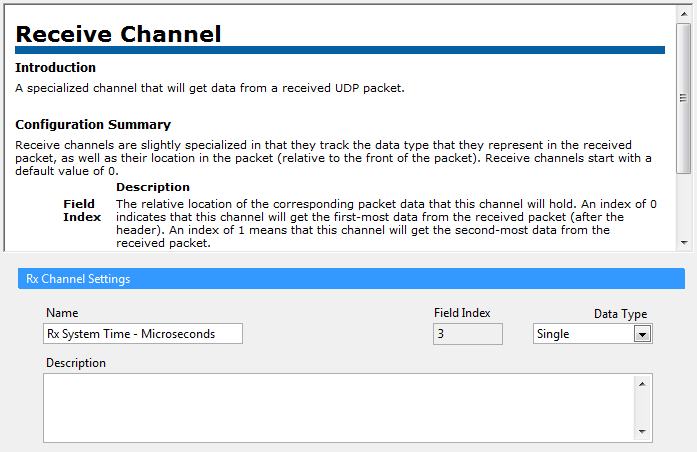 Receive Channel
Introduction
A specialized channel that will get data from a received UDP packet.
Configuration Summary
Receive channels are slightly specialized in that they track the data type that they represent in the received
packet, as well as their location in the packet (relative to the front of the packet). Receive channels start with a
default value of 0.
Description
Field Index
The relative location of the corresponding packet data that this channel will hold. An index of 0
indicates that this channel will get the first-most data from the received packet (after the
header). An index of 1 means that this channel will get the second-most data from the
received packet.
Rx Channel Settings
Name
Field Index
Data Type
Rx System Time - Microseconds
3
Single
Description